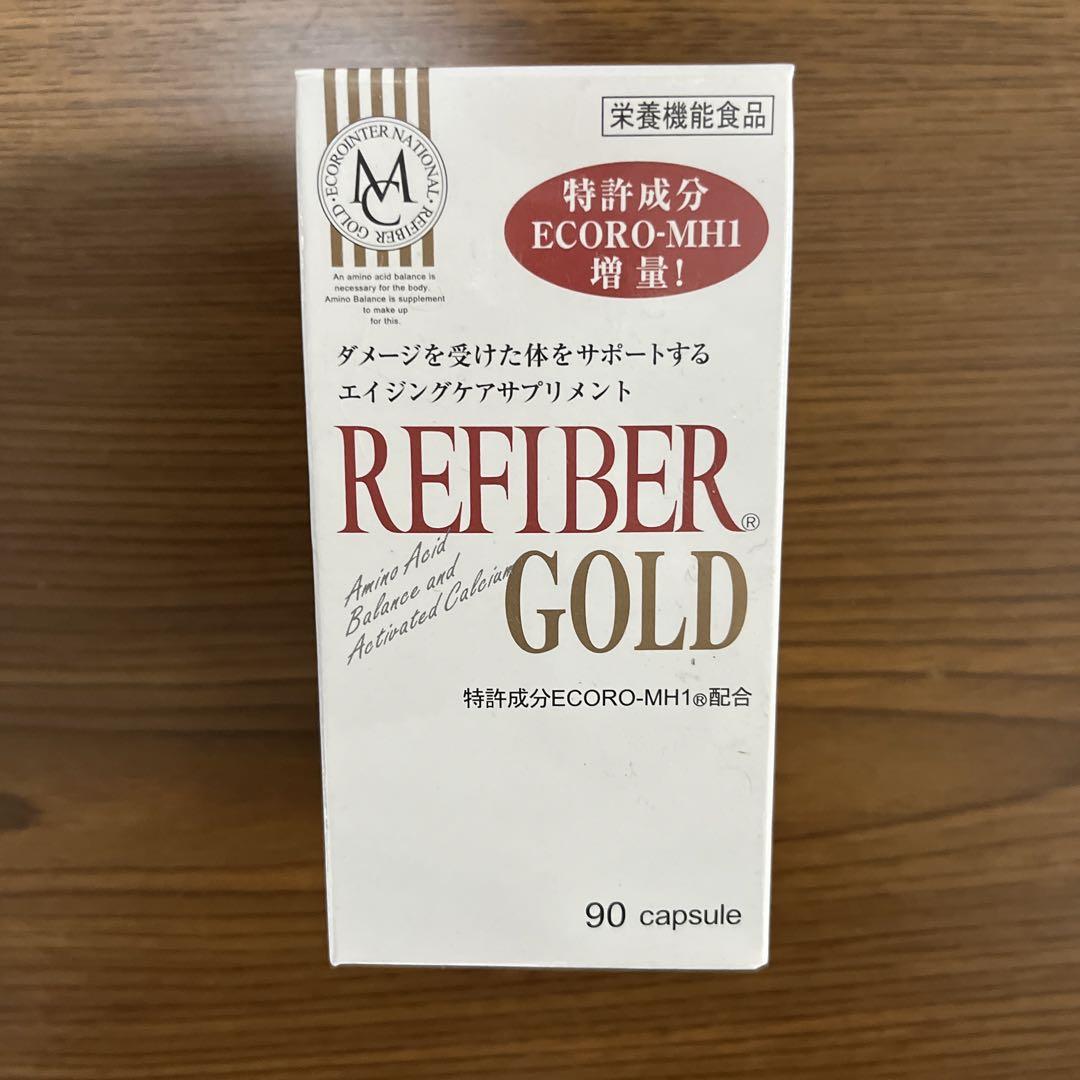 栄養機能食品
ECOROINTER NATIONAL・REFIBER GOLD・
MC
An amino acid balance is
necessary for the body.
Amino Balance is supplement
to make up
for this.
特許成分
ECORO-MH1
増量!
ダメージを受けた体をサポートする
エイジングケアサプリメント
REFIBER®
GOLD
Amino Acid
Balance and
Activated Calcium
特許成分ECORO-MH1®配合
90 capsule